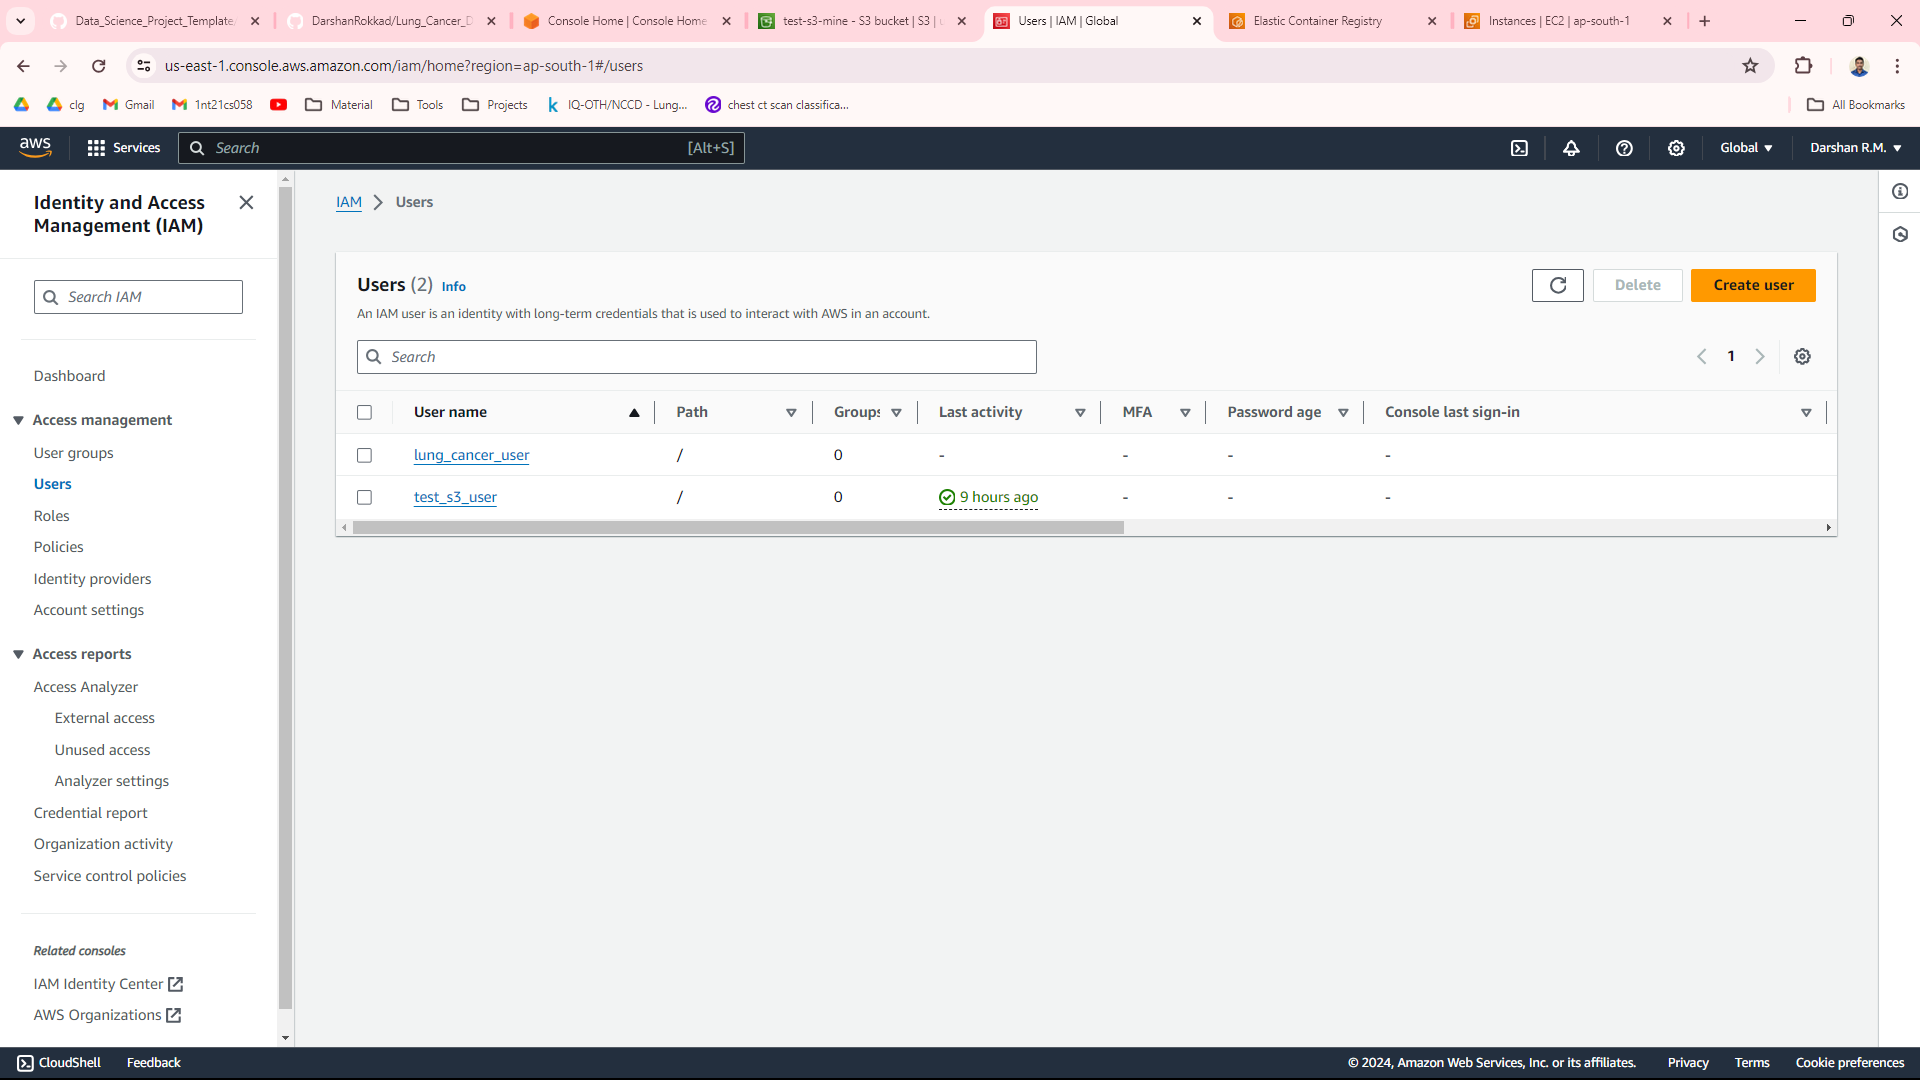 Data_Science_Project_Template
DarshanRokkad/Lung_Cancer_D
Console Home | Console Home
test-s3-mine - S3 bucket | S3 | u
Users | IAM | Global
Elastic Container Registry
Instances | EC2 | ap-south-1
us-east-1.console.aws.amazon.com/iam/home?region=ap-south-1#/users
clg
Gmail
1nt21cs058
Material
Tools
Projects
IQ-OTH/NCCD - Lung...
chest ct scan classifica...
All Bookmarks
aws
Services
Search
[Alt+S]
Global
Darshan R.M.
Identity and Access
Management (IAM)
Search IAM
Dashboard
Access management
User groups
Users
Roles
Policies
Identity providers
Account settings
Access reports
Access Analyzer
External access
Unused access
Analyzer settings
Credential report
Organization activity
Service control policies
Related consoles
IAM Identity Center
AWS Organizations
IAM > Users
Users (2) Info
Delete
Create user
An IAM user is an identity with long-term credentials that is used to interact with AWS in an account.
Search
1
User name Path Groups Last activity MFA Password age Console last sign-in
lung_cancer_user / 0 - - - -
test_s3_user / 0 9 hours ago - - -
CloudShell
Feedback
© 2024, Amazon Web Services, Inc. or its affiliates.
Privacy
Terms
Cookie preferences